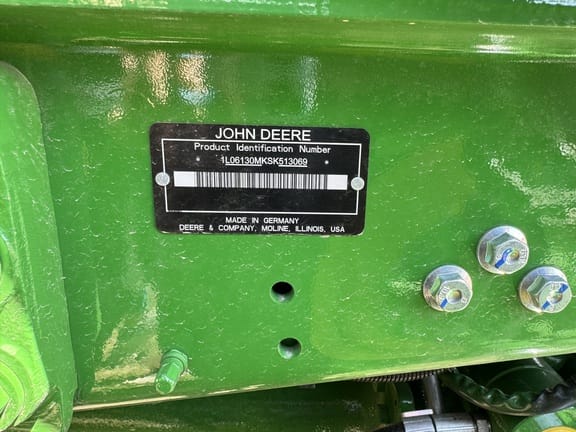 JOHN DEERE
Product Identification Number
1L06130MKSK513069
MADE IN GERMANY
DEERE & COMPANY, MOLINE, ILLINOIS, USA